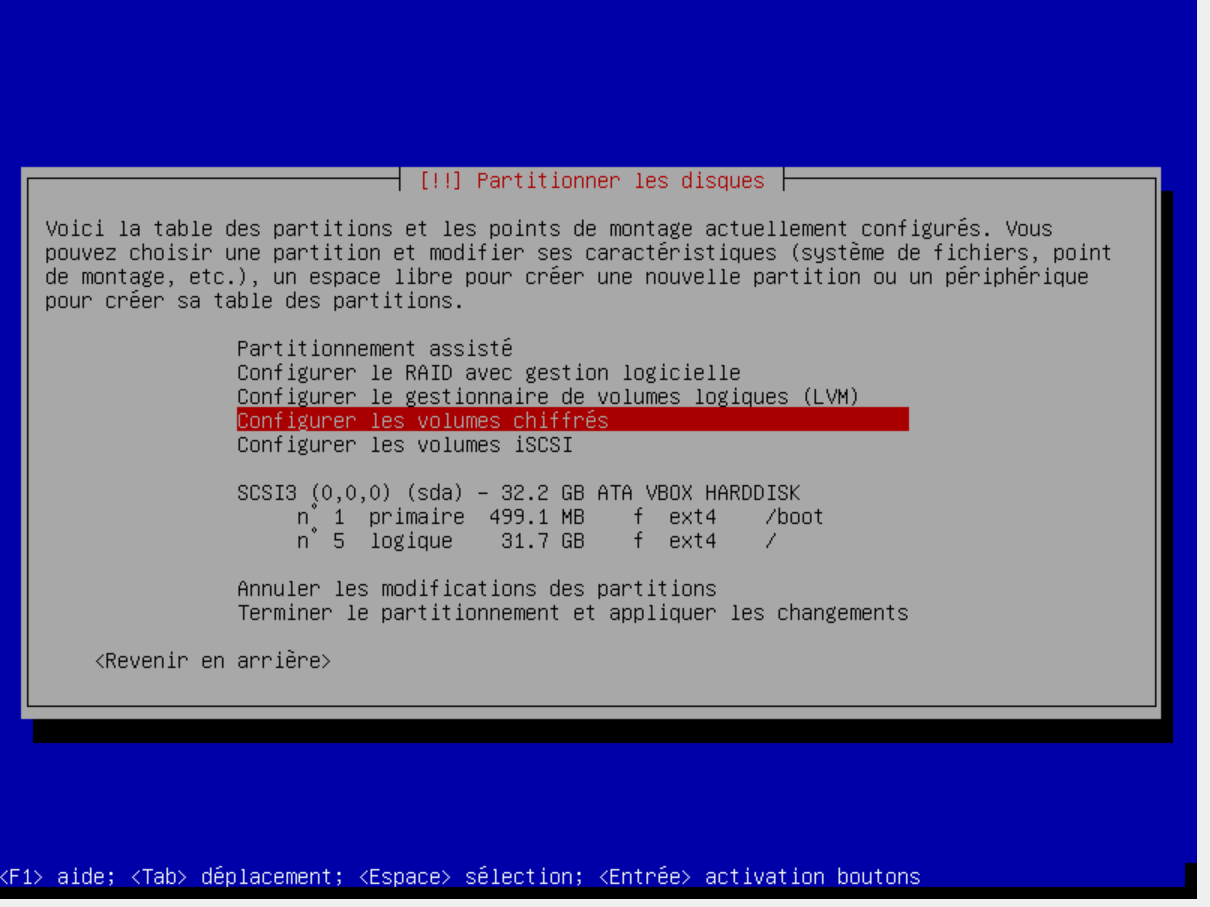 [!!] Partitionner les disques
Voici la table des partitions et les points de montage actuellement configurés. Vous
pouvez choisir une partition et modifier ses caractéristiques (système de fichiers, point
de montage, etc.), un espace libre pour créer une nouvelle partition ou un périphérique
pour créer sa table des partitions.
Partitionnement assisté
Configurer le RAID avec gestion logicielle
Configurer le gestionnaire de volumes logiques (LVM)
Configurer les volumes chiffrés
Configurer les volumes iSCSI
SCSI3 (0,0,0) (sda) - 32.2 GB ATA VBOX HARDDISK
n° 1 primaire 499.1 MB f ext4 /boot
n° 5 logique 31.7 GB f ext4 /
Annuler les modifications des partitions
Terminer le partitionnement et appliquer les changements
<Revenir en arrière>
<F1> aide; <Tab> déplacement; <Espace> sélection; <Entrée> activation boutons